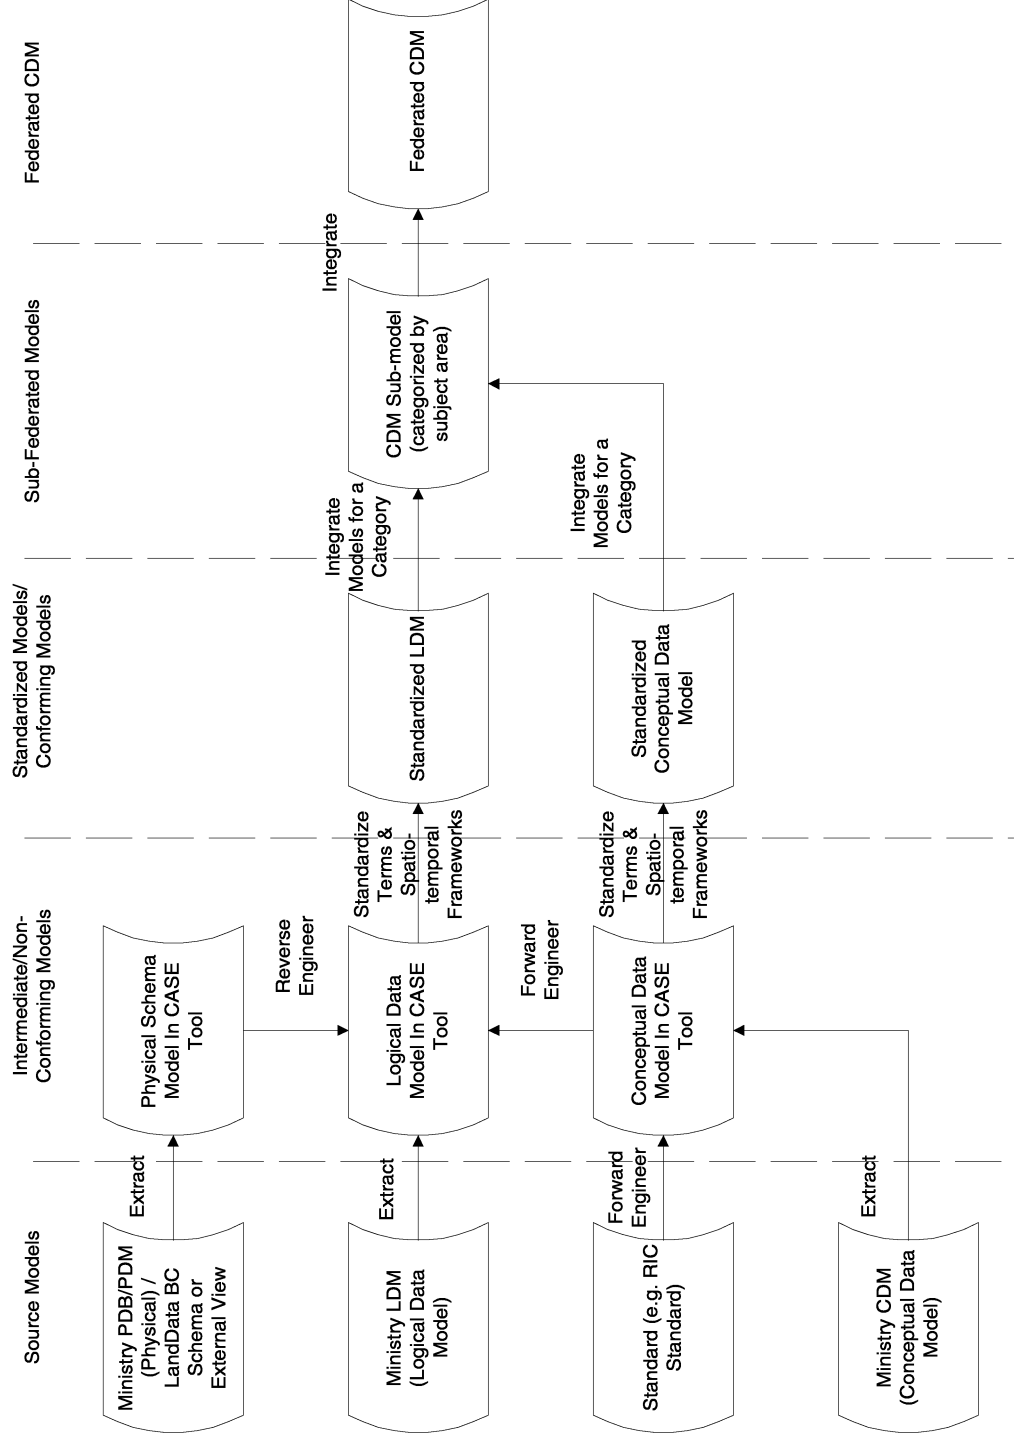 Source Models
Intermediate/Non-
Conforming Models
Standardized Models/
Conforming Models
Sub-Federated Models
Federated CDM
Ministry PDB/PDM
(Physical) /
LandData BC
Schema or
External View
Extract
Physical Schema
Model In CASE
Tool
Reverse
Engineer
Ministry LDM
(Logical Data
Model)
Extract
Logical Data
Model In CASE
Tool
Standardize
Terms &
Spatio-
temporal
Frameworks
Standardized LDM
Integrate
Models for a
Category
CDM Sub-model
(categorized by
subject area)
Integrate
Federated CDM
Forward
Engineer
Standard (e.g. RIC
Standard)
Forward
Engineer
Conceptual Data
Model In CASE
Tool
Standardize
Terms &
Spatio-
temporal
Frameworks
Standardized
Conceptual Data
Model
Integrate
Models for a
Category
Ministry CDM
(Conceptual Data
Model)
Extract